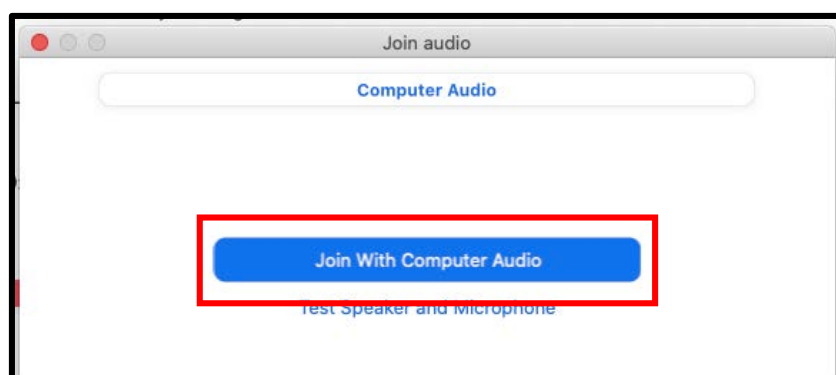 Join audio
Computer Audio
Join With Computer Audio
Test Speaker and Microphone